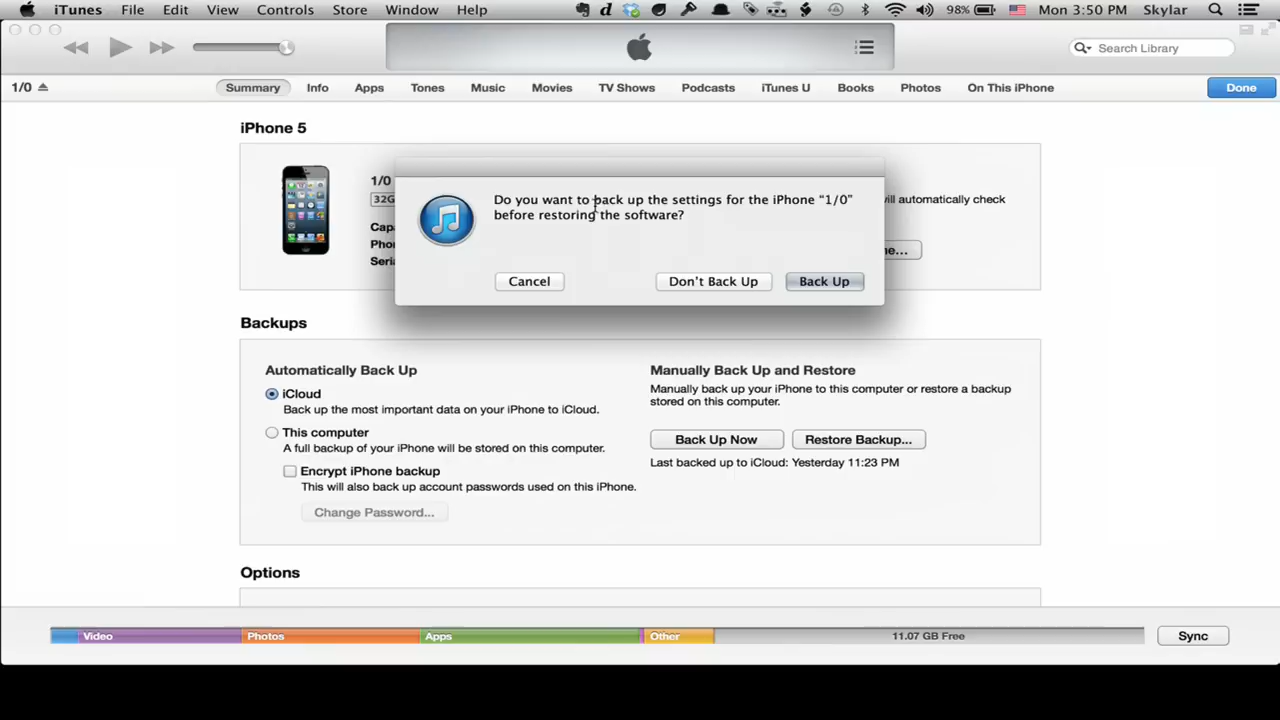 iTunes File Edit View Controls Store Window Help 98% Mon 3:50 PM Skylar
Search Library
1/0 Summary Info Apps Tones Music Movies TV Shows Podcasts iTunes U Books Photos On This iPhone Done
iPhone 5
1/0
32G
Capa
Phor
Seria
ill automatically check
e...
Do you want to back up the settings for the iPhone “1/0”
before restoring the software?
Cancel Don't Back Up Back Up
Backups
Automatically Back Up
iCloud
Back up the most important data on your iPhone to iCloud.
This computer
A full backup of your iPhone will be stored on this computer.
Encrypt iPhone backup
This will also back up account passwords used on this iPhone.
Change Password...
Manually Back Up and Restore
Manually back up your iPhone to this computer or restore a backup
stored on this computer.
Back Up Now Restore Backup...
Last backed up to iCloud: Yesterday 11:23 PM
Options
Video Photos Apps Other 11.07 GB Free Sync